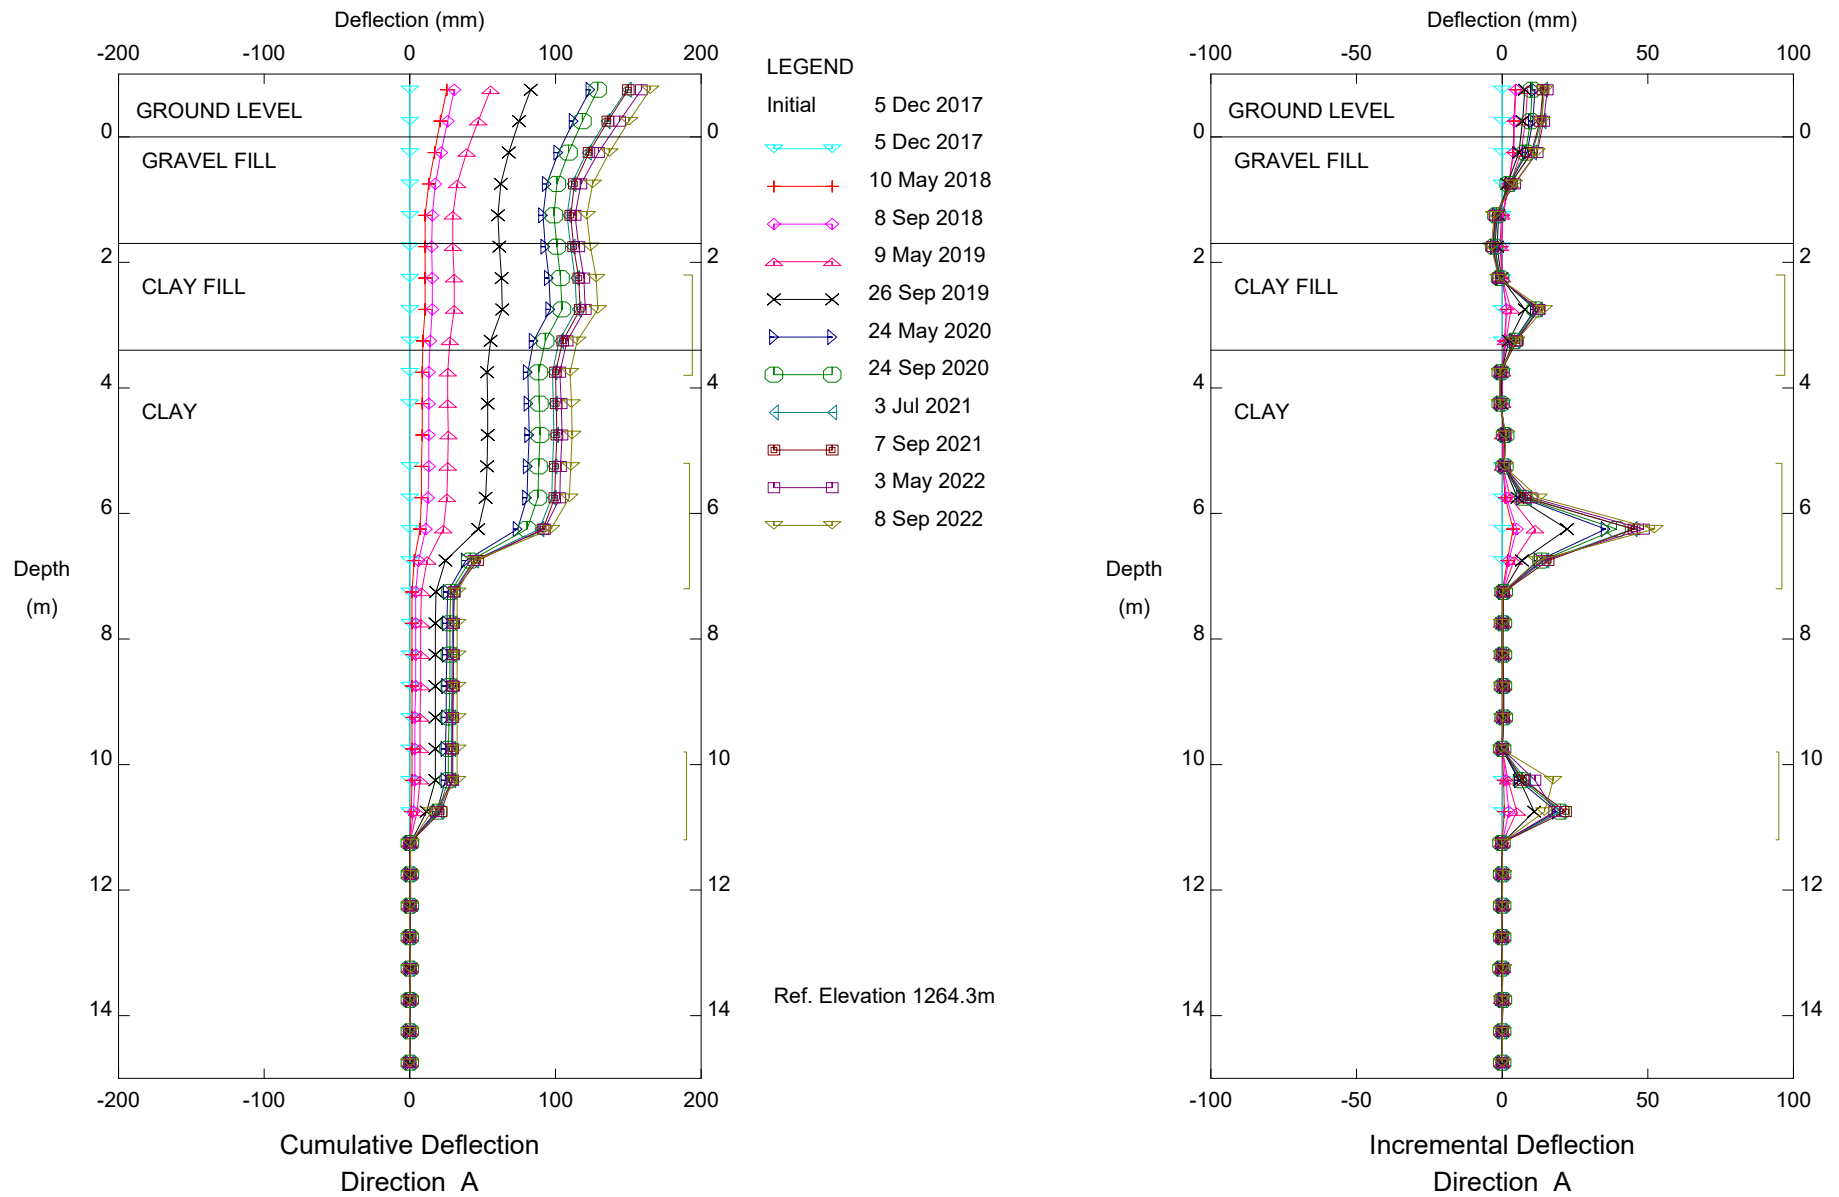 Deflection (mm)
-200 -100 0 100 200
GROUND LEVEL
GRAVEL FILL
CLAY FILL
CLAY
0 0
2 2
4 4
6 6
8 8
10 10
12 12
14 14
Depth
(m)
-200 -100 0 100 200
Cumulative Deflection
Direction A
LEGEND
Initial 5 Dec 2017
5 Dec 2017
10 May 2018
8 Sep 2018
9 May 2019
26 Sep 2019
24 May 2020
24 Sep 2020
3 Jul 2021
7 Sep 2021
3 May 2022
8 Sep 2022
Ref. Elevation 1264.3m
Deflection (mm)
-100 -50 0 50 100
GROUND LEVEL
GRAVEL FILL
CLAY FILL
CLAY
0 0
2 2
4 4
6 6
8 8
10 10
12 12
14 14
Depth
(m)
-100 -50 0 50 100
Incremental Deflection
Direction A